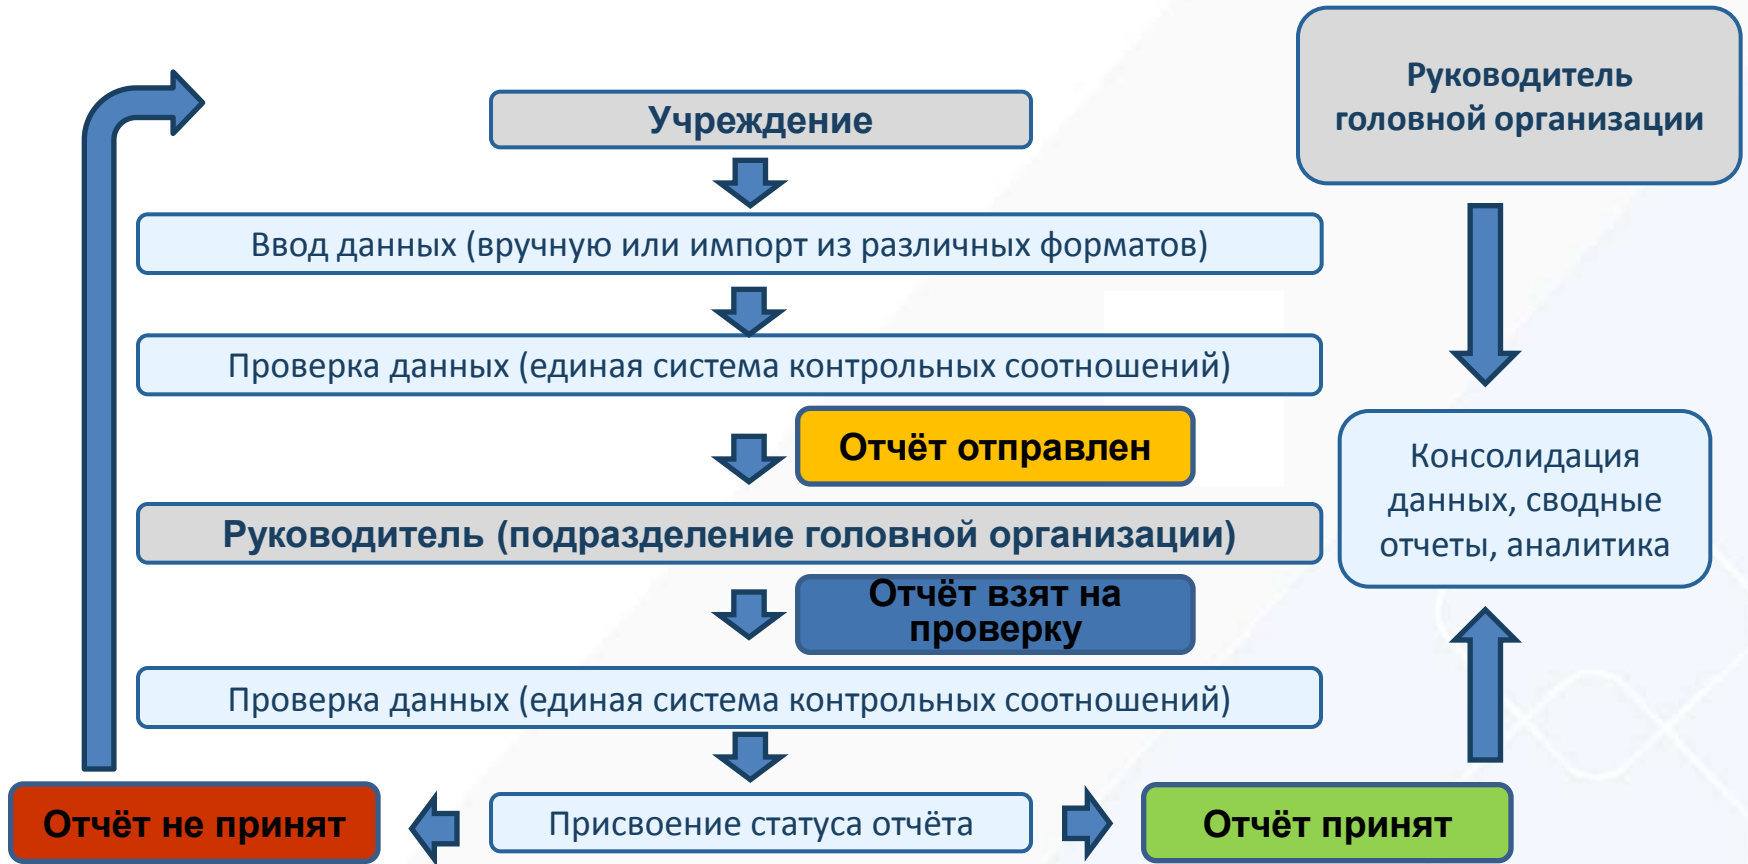 Руководитель
головной организации
Учреждение
Ввод данных (вручную или импорт из различных форматов)
Проверка данных (единая система контрольных соотношений)
Отчёт отправлен
Консолидация
данных, сводные
отчеты, аналитика
Руководитель (подразделение головной организации)
Отчёт взят на
проверку
Проверка данных (единая система контрольных соотношений)
Отчёт не принят
Присвоение статуса отчёта
Отчёт принят